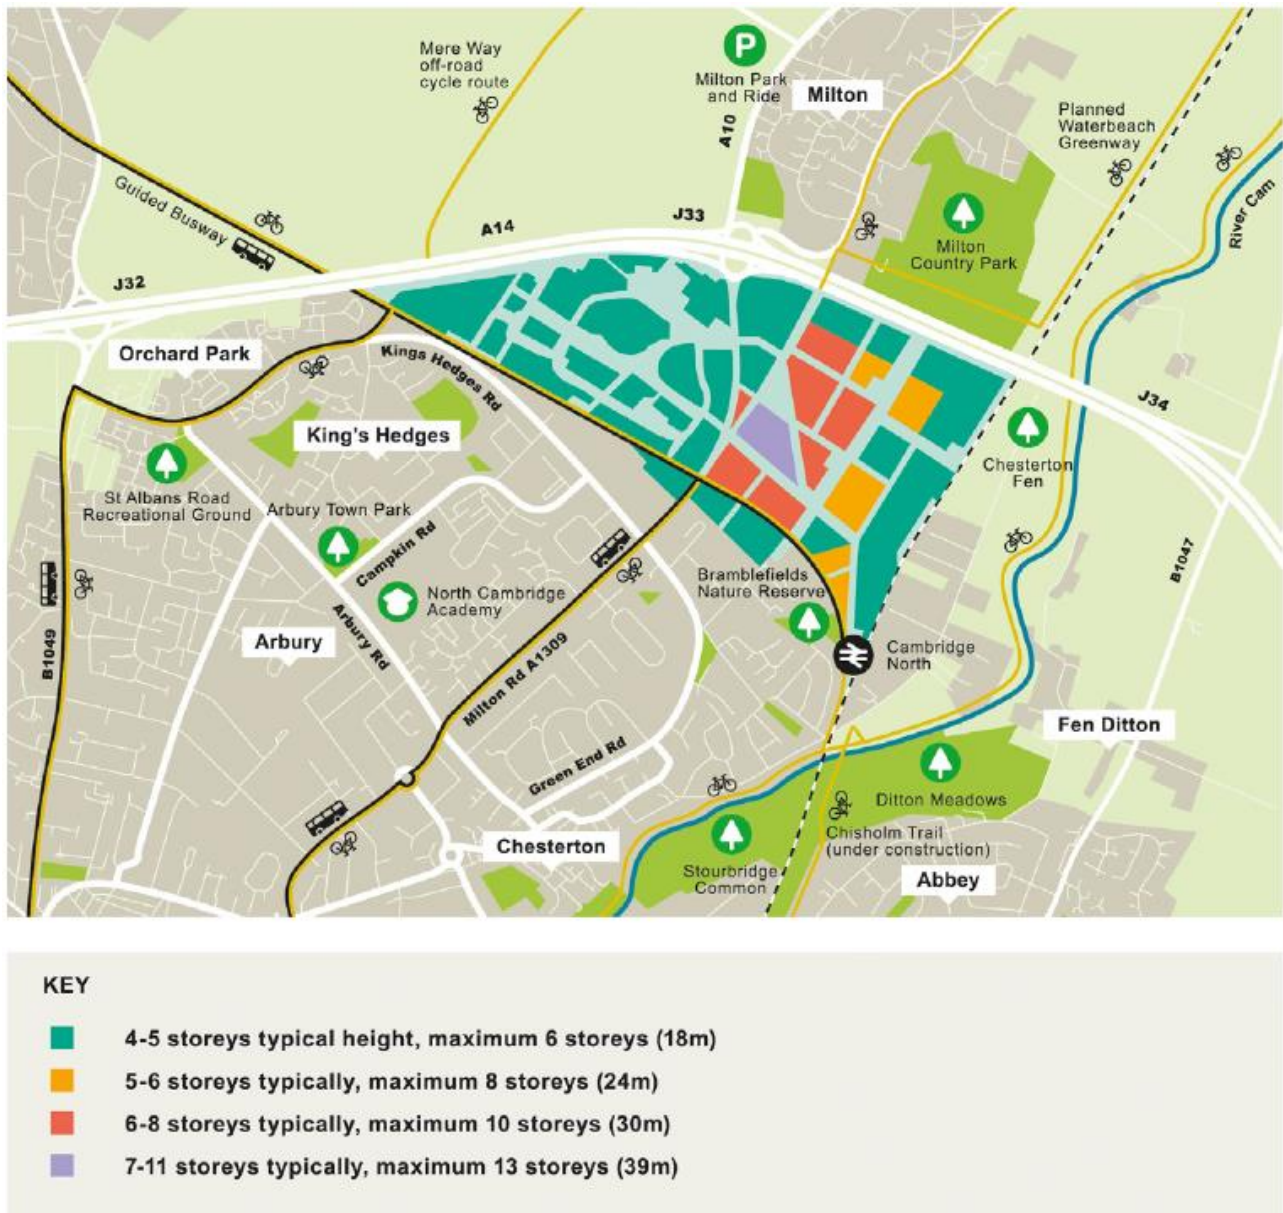 Mere Way
off-road
cycle route
P
Milton Park
and Ride
Milton
A10
Planned
Waterbeach
Greenway
River Cam
Guided Busway
A14
J33
Milton
Country Park
J32
Orchard Park
Kings Hedges Rd
J34
King's Hedges
Chesterton
Fen
St Albans Road
Recreational Ground
Arbury Town Park
Campkin Rd
B1047
Bramblefields
Nature Reserve
North Cambridge
Academy
Arbury
Arbury Rd
B1049
Milton Rd A1309
Cambridge
North
Fen Ditton
Green End Rd
Ditton Meadows
Chesterton
Chisholm Trail
(under construction)
Stourbridge
Common
Abbey
KEY
4-5 storeys typical height, maximum 6 storeys (18m)
5-6 storeys typically, maximum 8 storeys (24m)
6-8 storeys typically, maximum 10 storeys (30m)
7-11 storeys typically, maximum 13 storeys (39m)